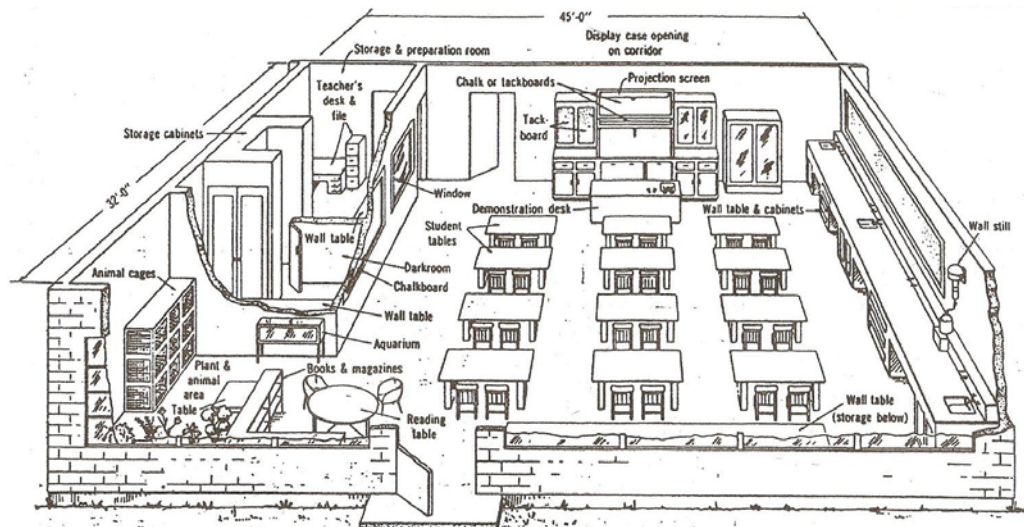 45'-0"
Display case opening
on corridor
Storage & preparation room
Projection screen
Chalk or tackboards
Teacher's
desk &
file
Tack-
board
Storage cabinets
32'-0"
Window
Demonstration desk
Wall table & cabinets
Student
tables
Wall table
Wall still
Darkroom
Chalkboard
Animal cages
Wall table
Aquarium
Books & magazines
Plant &
animal
area
Table
Reading
table
Wall table
(storage below)